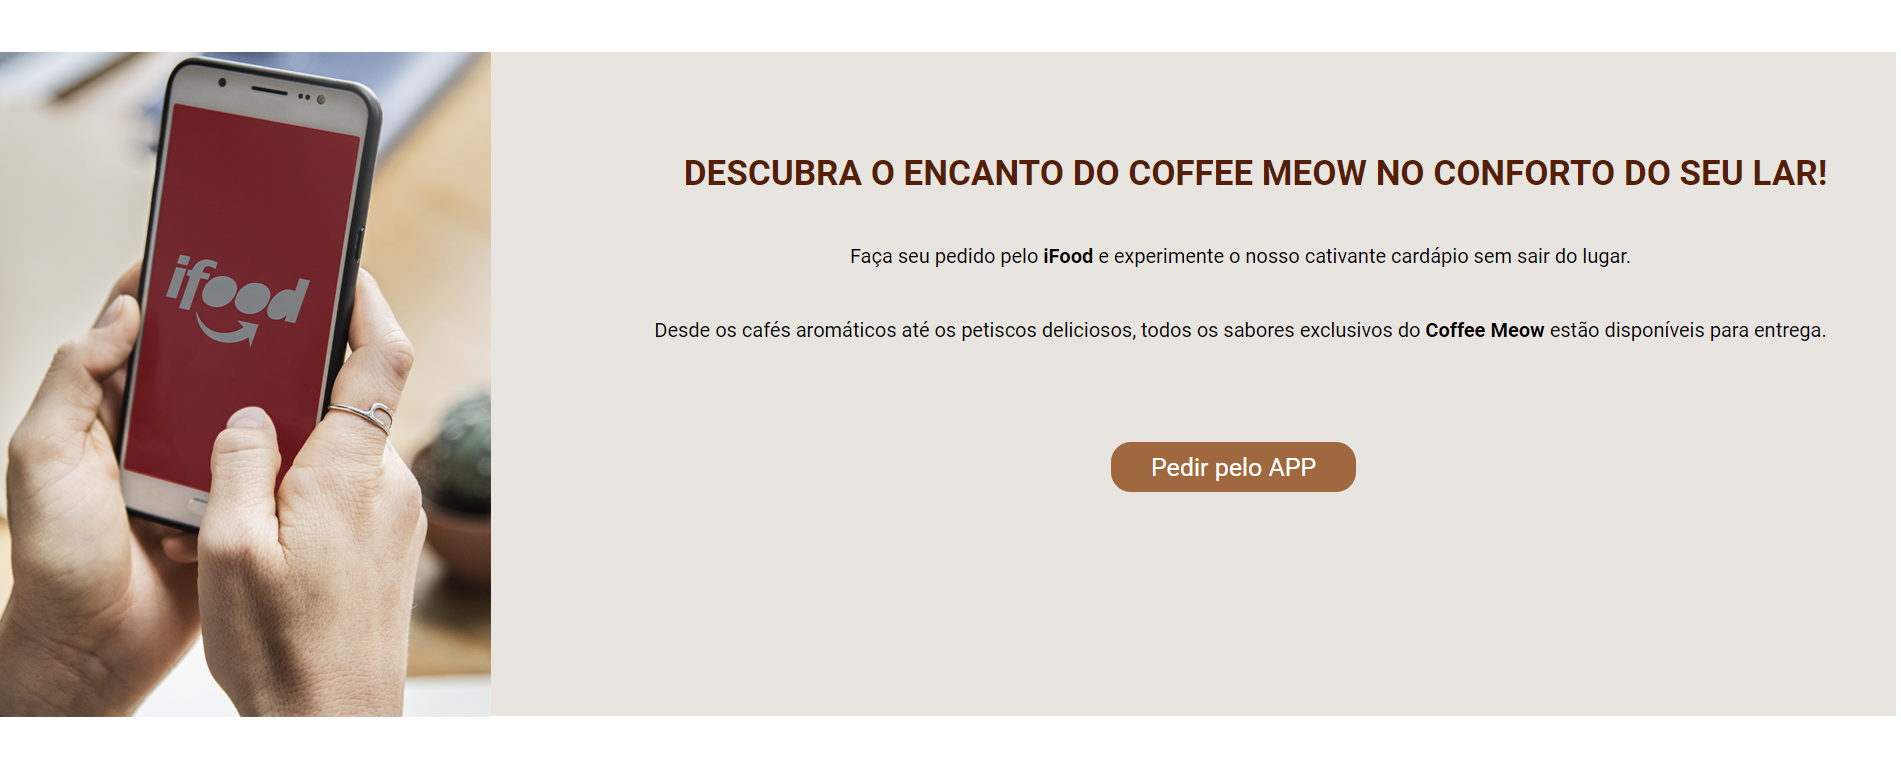 ifood
DESCUBRA O ENCANTO DO COFFEE MEOW NO CONFORTO DO SEU LAR!
Faça seu pedido pelo iFood e experimente o nosso cativante cardápio sem sair do lugar.
Desde os cafés aromáticos até os petiscos deliciosos, todos os sabores exclusivos do Coffee Meow estão disponíveis para entrega.
Pedir pelo APP